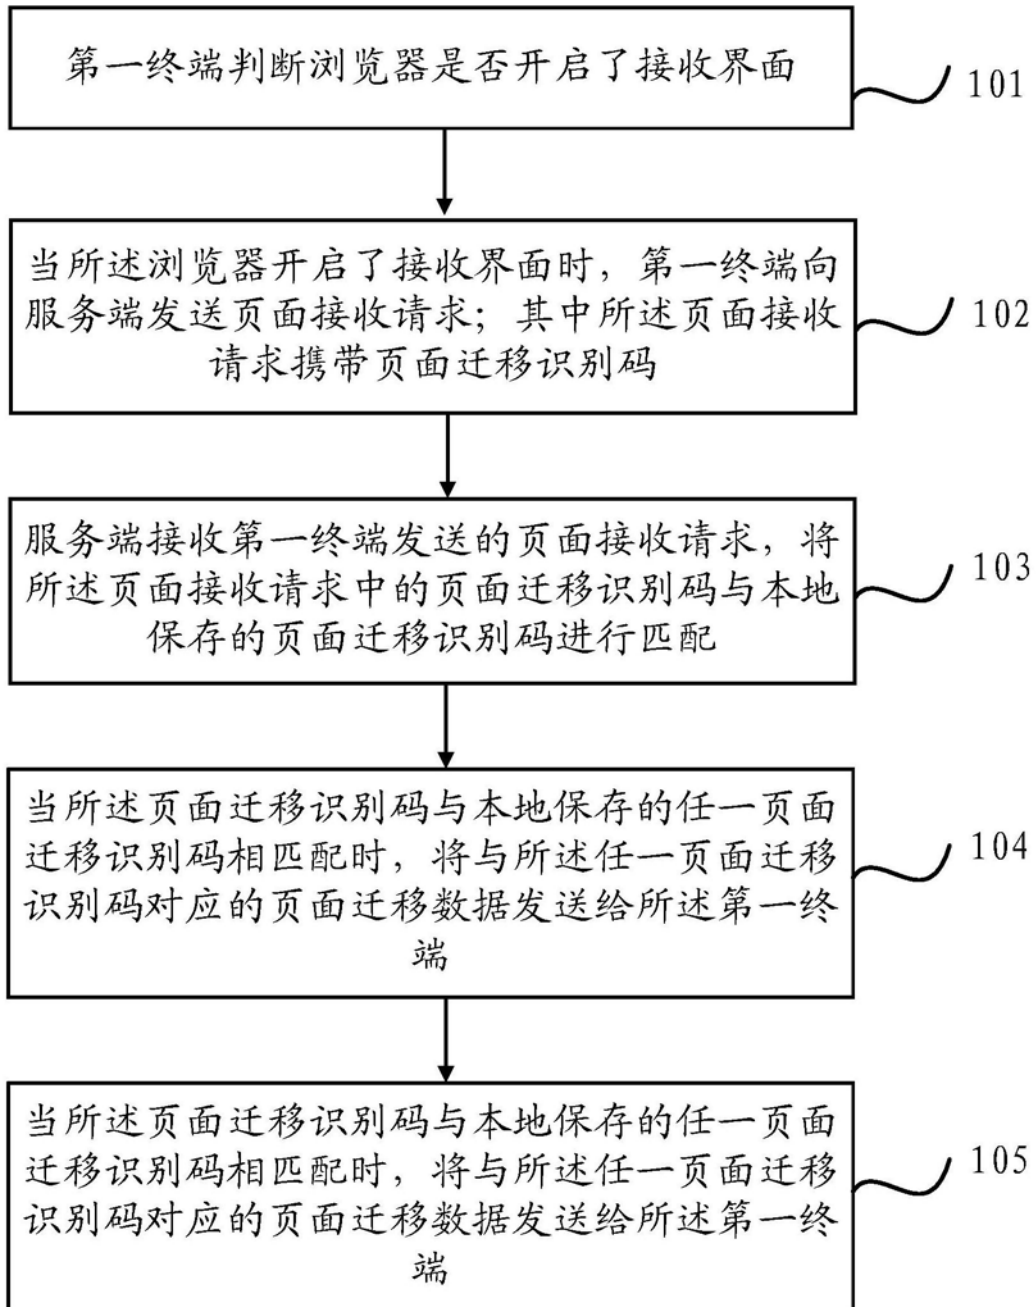 第一终端判断浏览器是否开启了接收界面
101
当所述浏览器开启了接收界面时，第一终端向
服务端发送页面接收请求；其中所述页面接收
请求携带页面迁移识别码
102
服务端接收第一终端发送的页面接收请求，将
所述页面接收请求中的页面迁移识别码与本地
保存的页面迁移识别码进行匹配
103
当所述页面迁移识别码与本地保存的任一页面
迁移识别码相匹配时，将与所述任一页面迁移
识别码对应的页面迁移数据发送给所述第一终
端
104
当所述页面迁移识别码与本地保存的任一页面
迁移识别码相匹配时，将与所述任一页面迁移
识别码对应的页面迁移数据发送给所述第一终
端
105